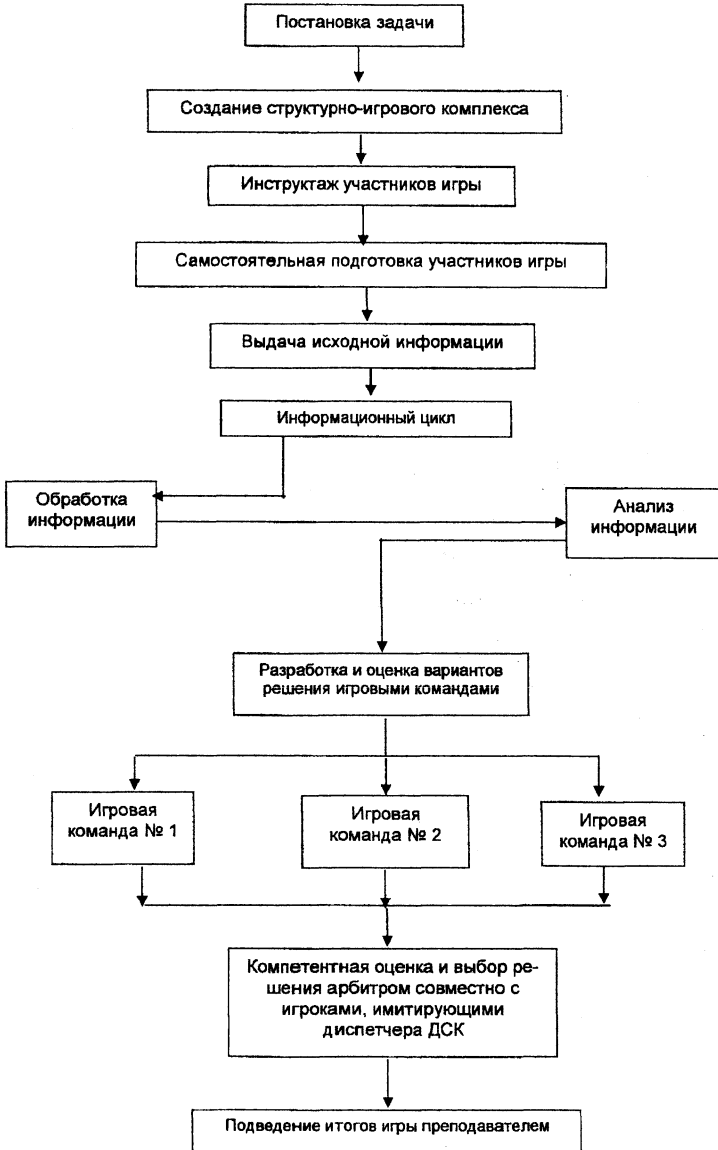 Постановка задачи
Создание структурно-игрового комплекса
Инструктаж участников игры
Самостоятельная подготовка участников игры
Выдача исходной информации
Информационный цикл
Обработка
информации
Анализ
информации
Разработка и оценка вариантов
решения игровыми командами
Игровая
команда № 1
Игровая
команда № 2
Игровая
команда № 3
Компетентная оценка и выбор ре-
шения арбитром совместно с
игроками, имитирующими
диспетчера ДСК
Подведение итогов игры преподавателем